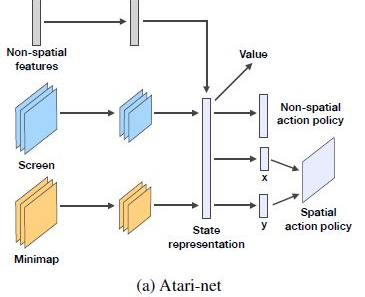 Non-spatial
features
Value
Screen
Non-spatial
action policy
x
y
Minimap
State
representation
Spatial
action policy
(a) Atari-net